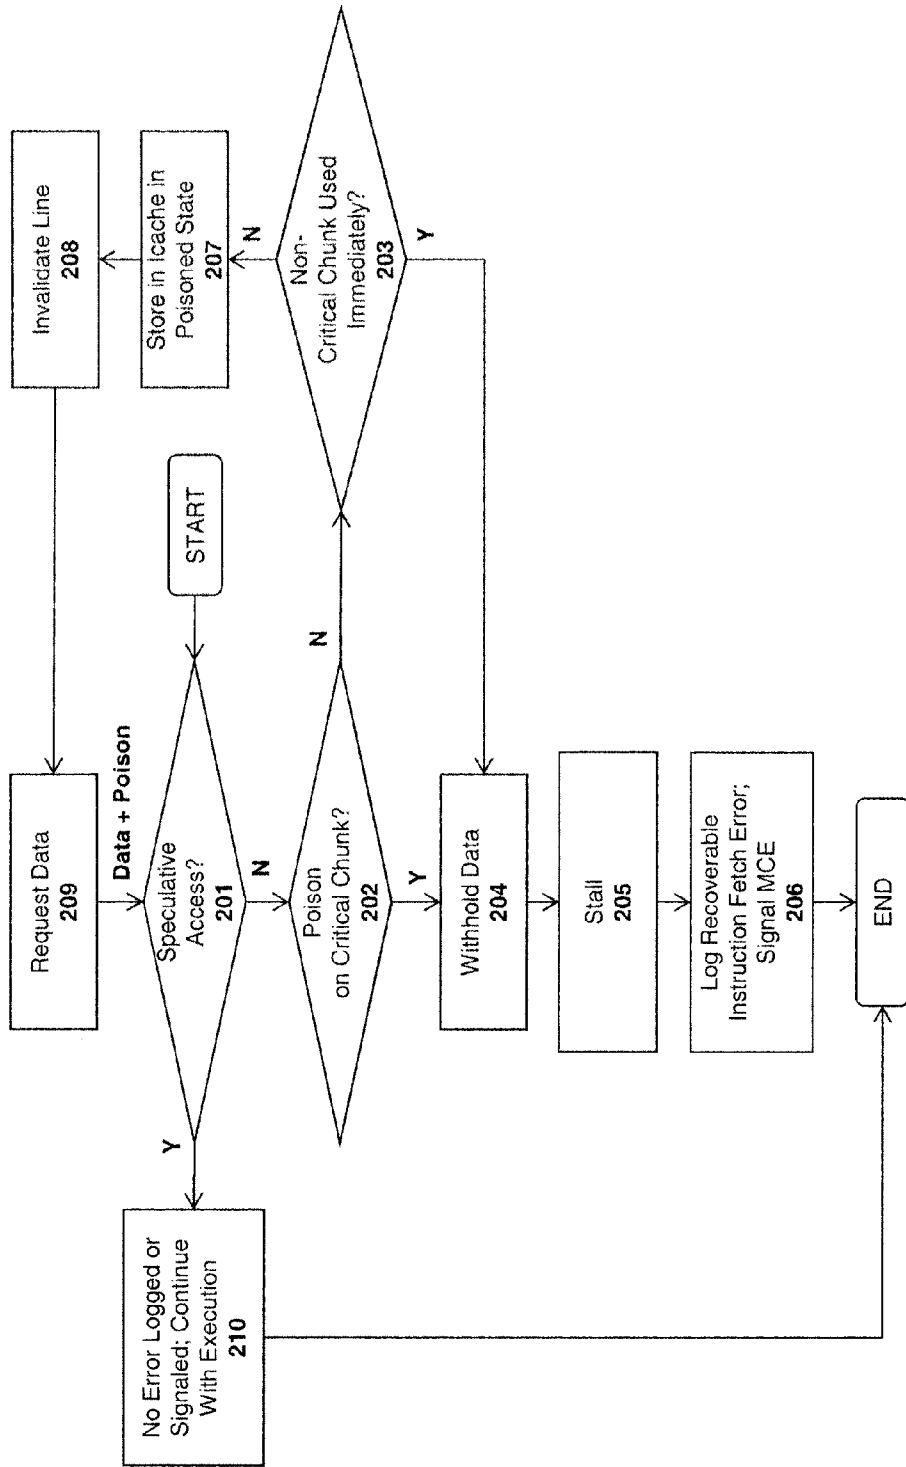 START
Speculative
Access?
201
Y
N
No Error Logged or
Signaled; Continue
With Execution
210
Poison
on Critical Chunk?
202
Y
N
Non-
Critical Chunk Used
Immediately?
203
Y
N
Withhold Data
204
Stall
205
Log Recoverable
Instruction Fetch Error;
Signal MCE
206
END
Store in Icache in
Poisoned State
207
Invalidate Line
208
Request Data
209
Data + Poison